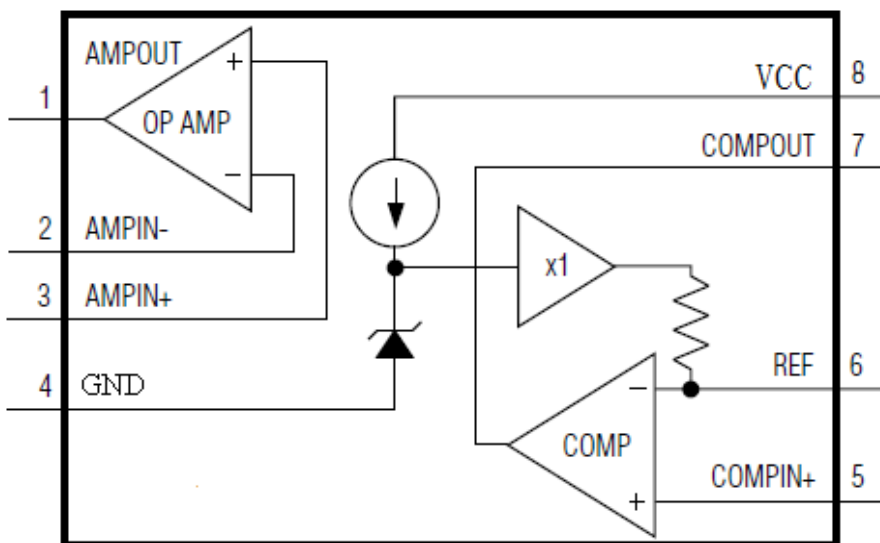 AMPOUT
1
+
OP AMP
−
2 AMPIN-
3 AMPIN+
4 GND
VCC 8
COMPOUT 7
x1
REF 6
−
COMP
+
COMPIN+ 5